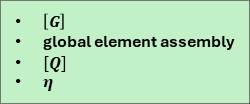 • [G]
• global element assembly
• [Q]
• η